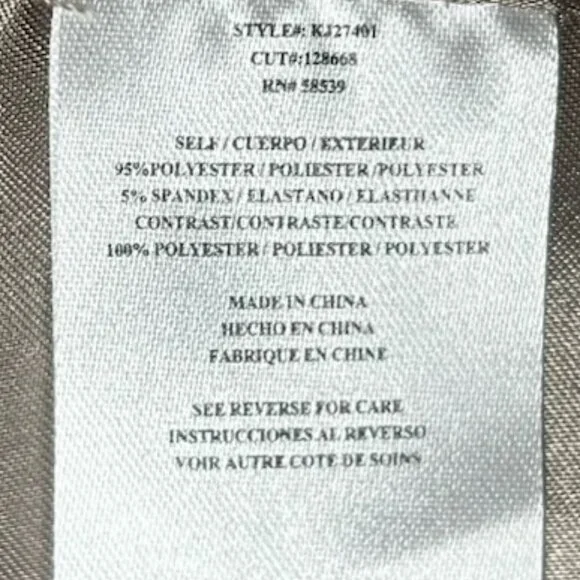 STYLE#: KJ27401
CUT#:128668
RN# 58539
SELF / CUERPO / EXTERIEUR
95%POLYESTER / POLIESTER /POLYESTER
5% SPANDEX / ELASTANO / ELASTHANNE
CONTRAST/CONTRASTE/CONTRASTE
100% POLYESTER / POLIESTER / POLYESTER
MADE IN CHINA
HECHO EN CHINA
FABRIQUE EN CHINE
SEE REVERSE FOR CARE
INSTRUCCIONES AL REVERSO
VOIR AUTRE COTE DE SOINS